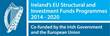 Ireland's EU Structural and
Investment Funds Programmes
2014 - 2020
Co-funded by the Irish Government
and the European Union